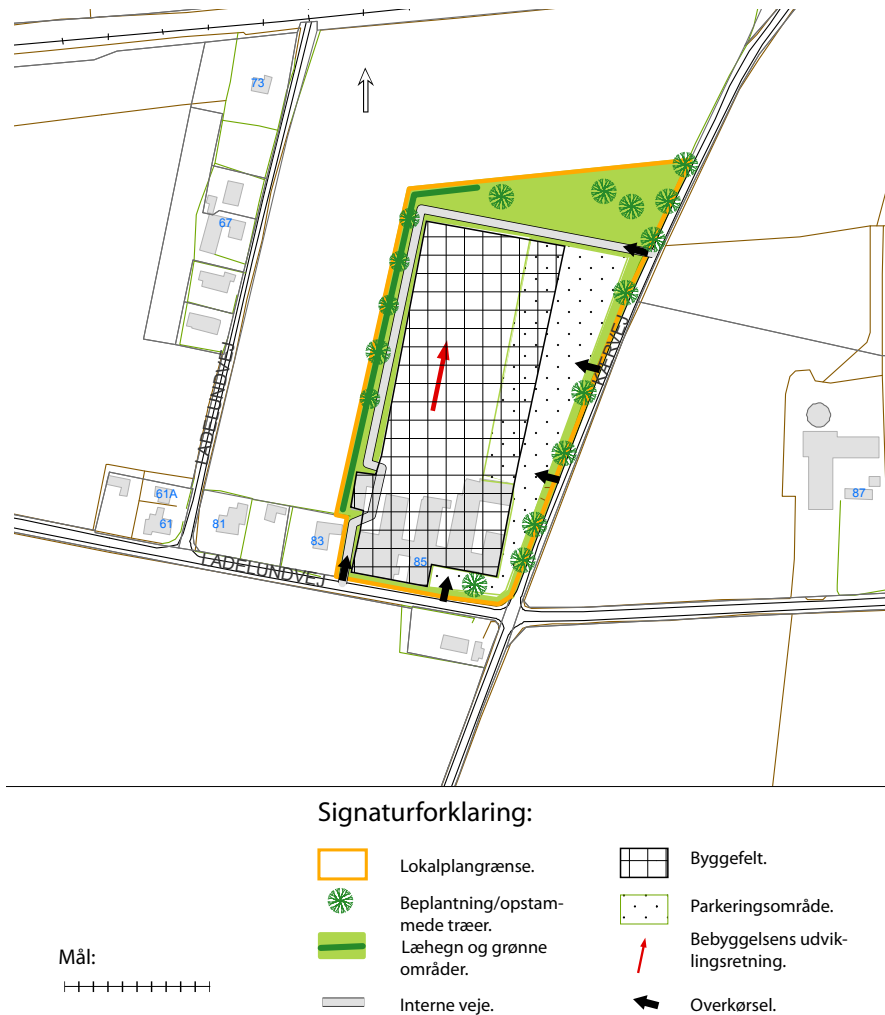 73
67
LADELUNDVEJ
KÆRVEJ
61A
61
81
83
85
87
LADELUNDVEJ
Signaturforklaring:
Lokalplangrænse.
Beplantning/opstam-
mede træer.
Læhegn og grønne
områder.
Interne veje.
Byggefelt.
Parkeringsområde.
Bebyggelsens udvik-
lingsretning.
Overkørsel.
Mål: